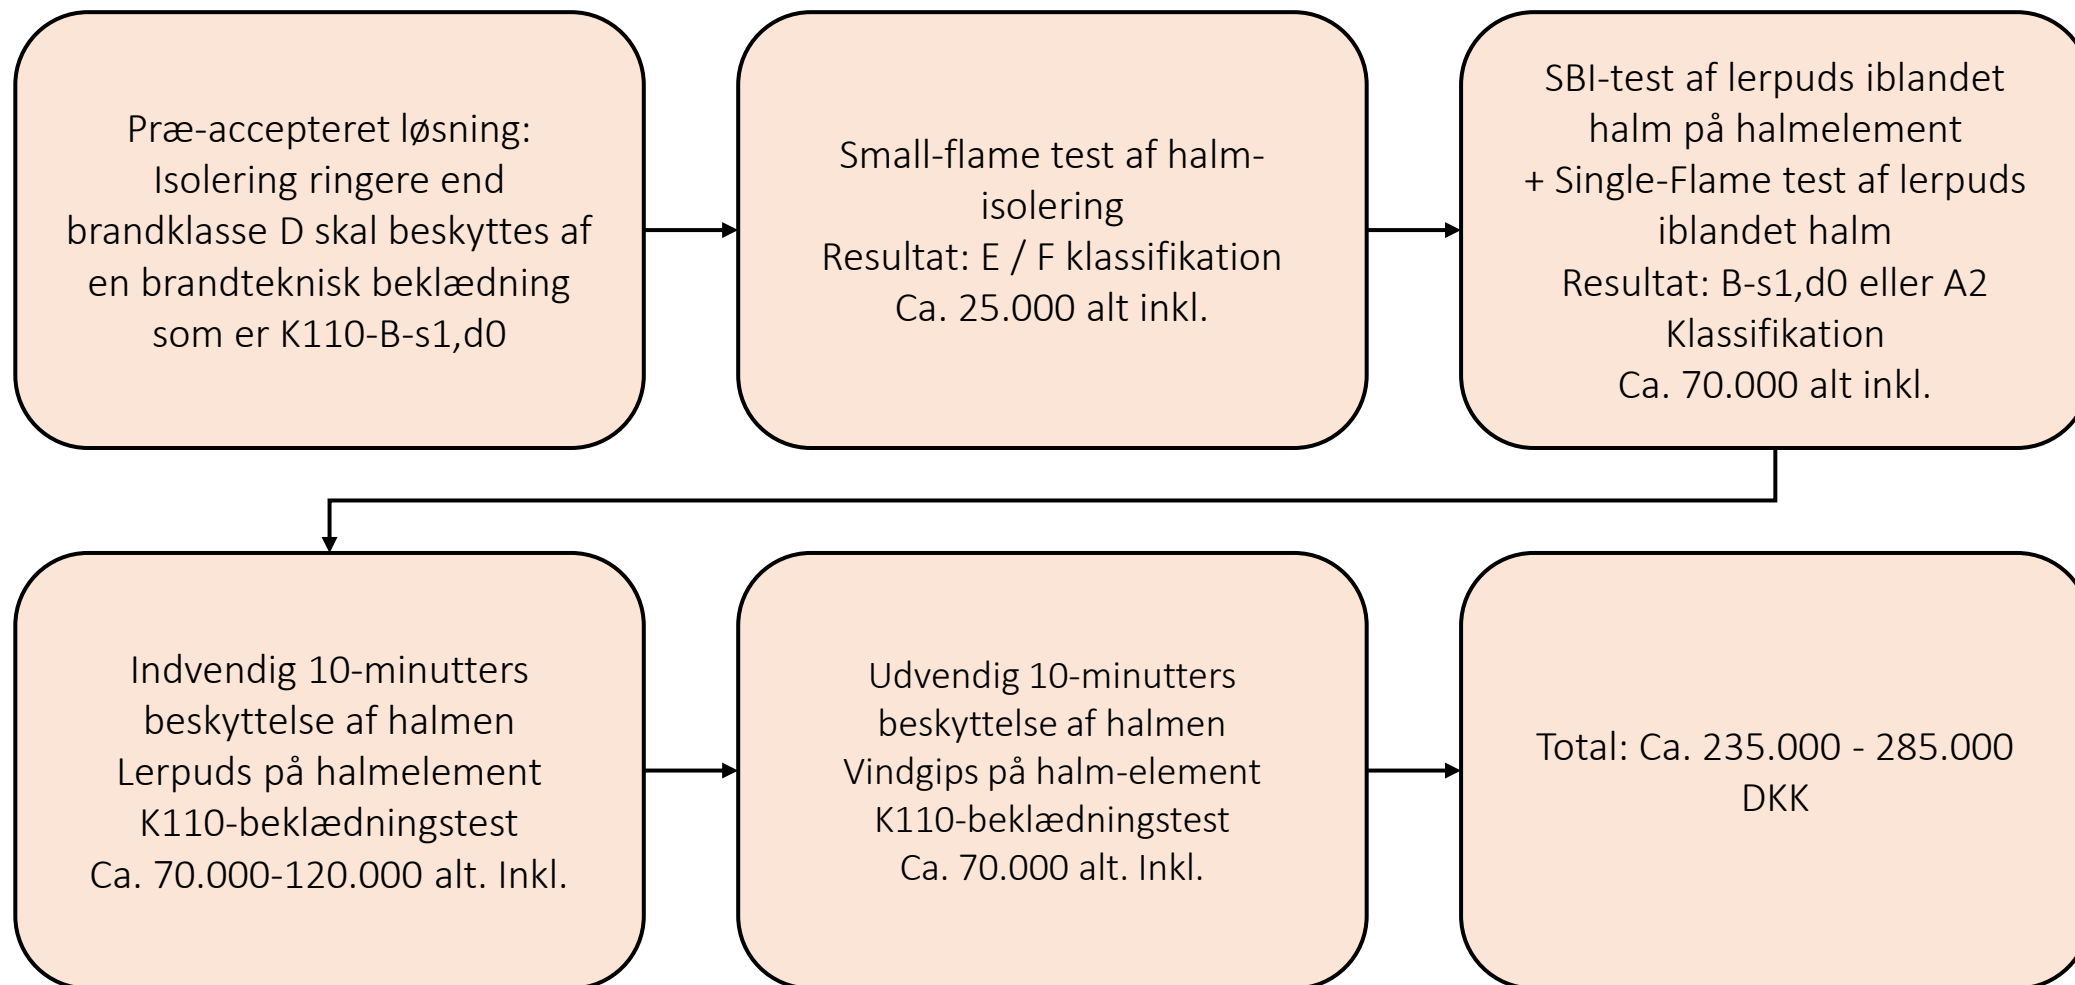 Præ-accepteret løsning:
Isolering ringere end
brandklasse D skal beskyttes af
en brandteknisk beklædning
som er K110-B-s1,d0
Small-flame test af halm-
isolering
Resultat: E / F klassifikation
Ca. 25.000 alt inkl.
SBI-test af lerpuds iblandet
halm på halmelement
+ Single-Flame test af lerpuds
iblandet halm
Resultat: B-s1,d0 eller A2
Klassifikation
Ca. 70.000 alt inkl.
Indvendig 10-minutters
beskyttelse af halmen
Lerpuds på halmelement
K110-beklædningstest
Ca. 70.000-120.000 alt. Inkl.
Udvendig 10-minutters
beskyttelse af halmen
Vindgips på halm-element
K110-beklædningstest
Ca. 70.000 alt. Inkl.
Total: Ca. 235.000 - 285.000
DKK